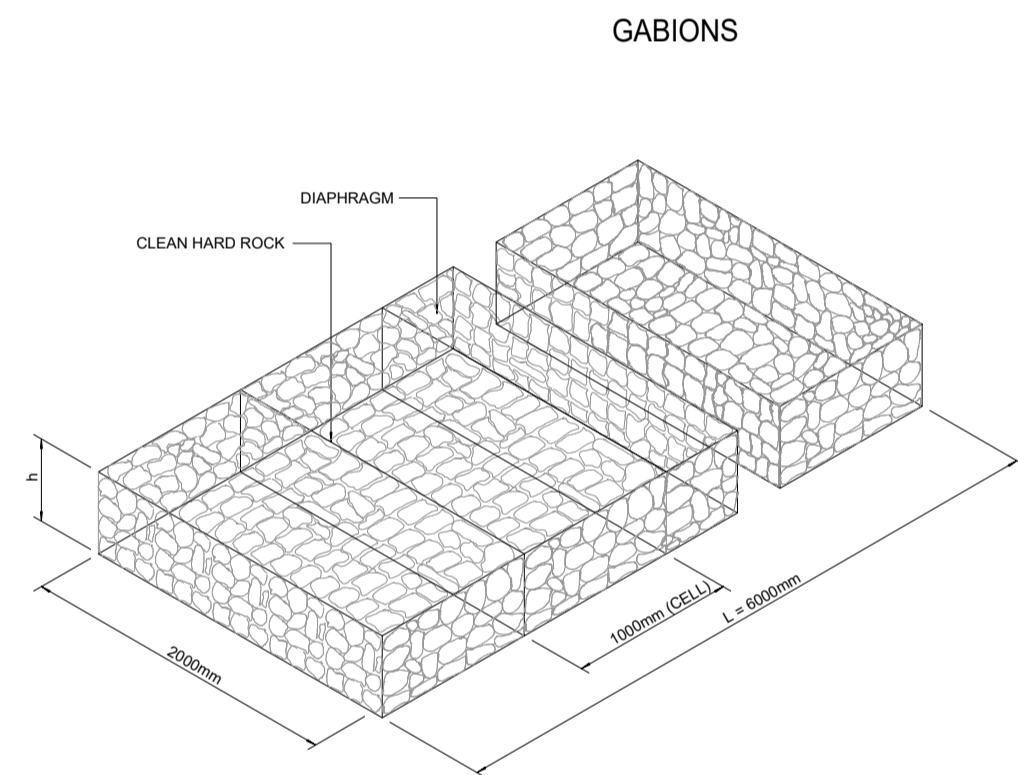 GABIONS
DIAPHRAGM
CLEAN HARD ROCK
h
2000mm
1000mm (CELL)
L = 6000mm